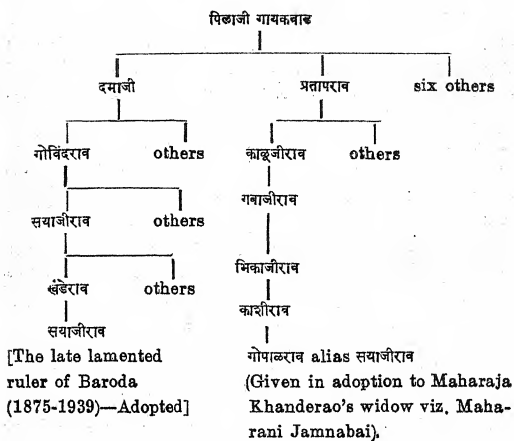 पिळाजी गायकवाड
दमाजी प्रतापराव six others
गोविंदराव others काळूजीराव others
गबाजीराव
सयाजीराव others
भिकाजीराव
खंडेराव others
काशीराव
सयाजीराव
[The late lamented
ruler of Baroda
(1875-1939)—Adopted]
गोपाळराव alias सयाजीराव
(Given in adoption to Maharaja
Khanderao's widow viz. Maha-
rani Jamnabai).